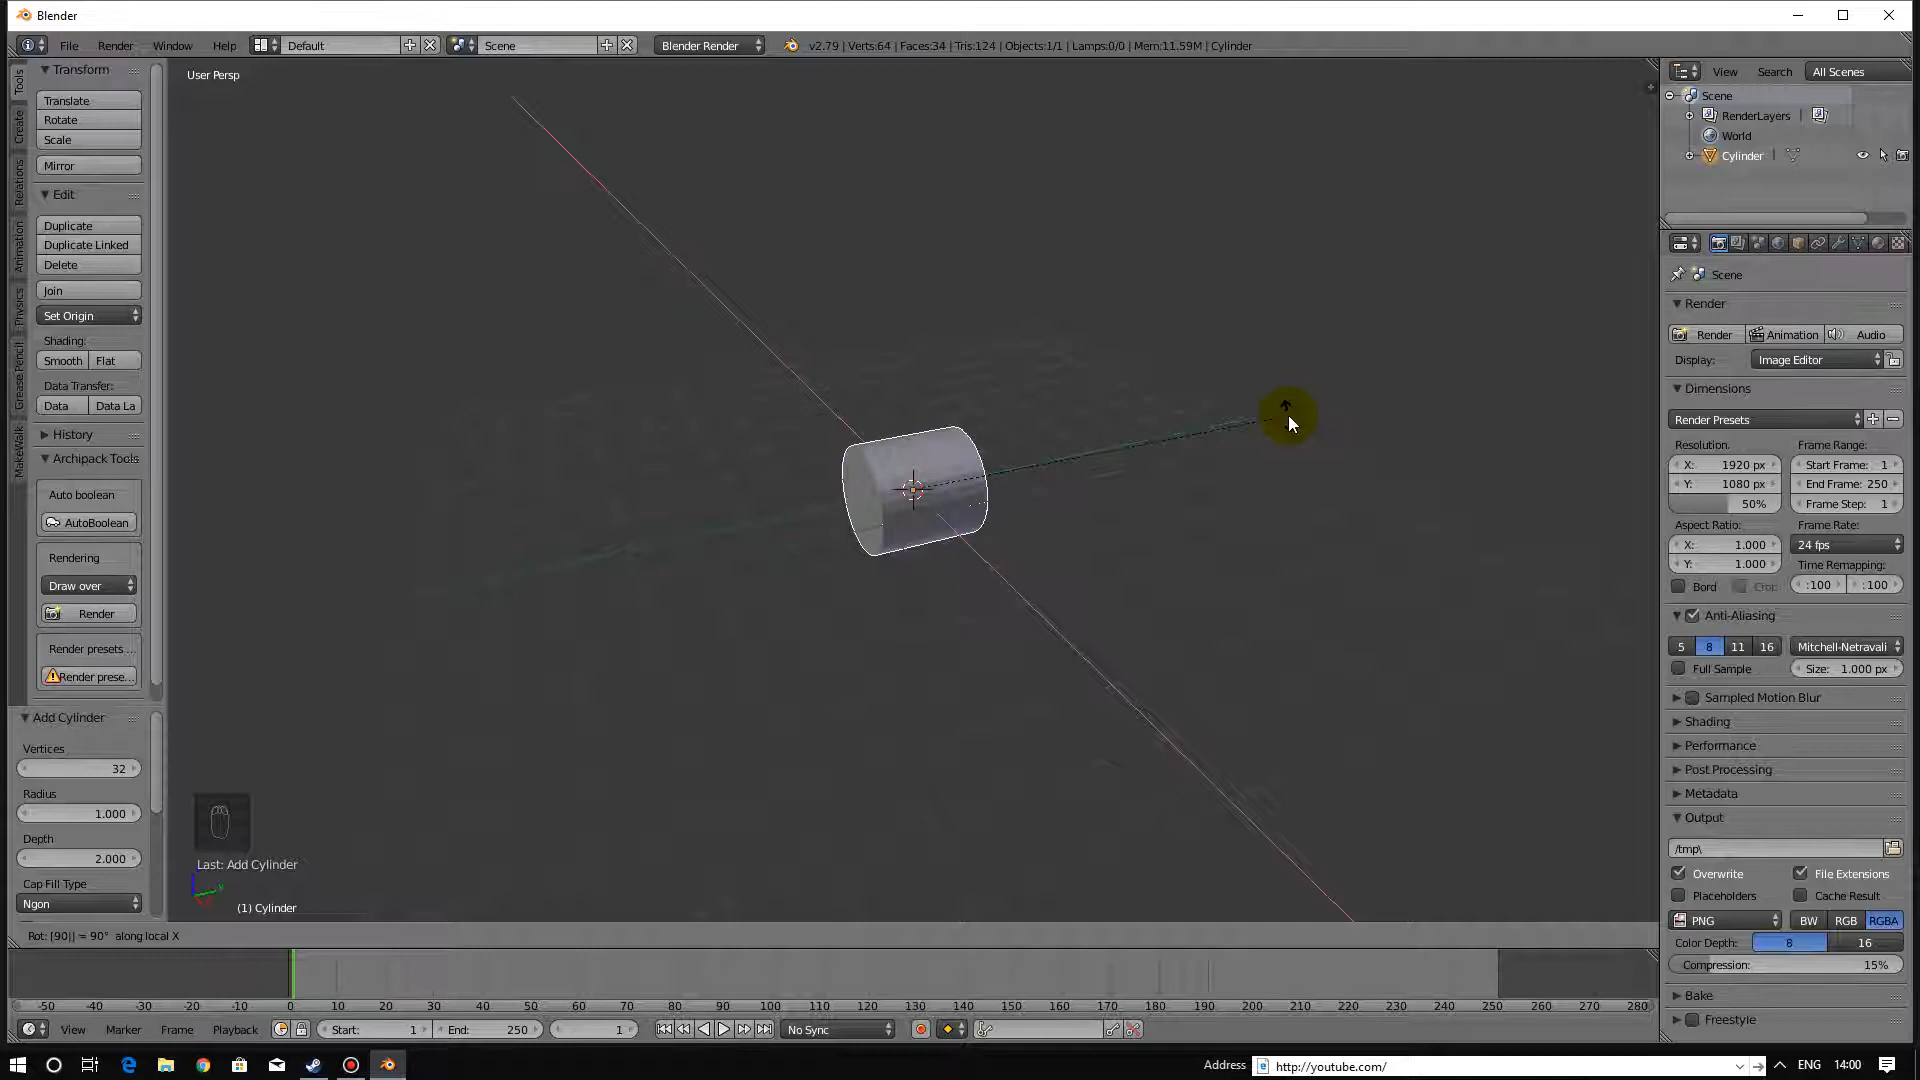 Blender
File Render Window Help Default Scene Blender Render v2.79 | Verts:64 | Faces:34 | Tris:124 | Objects:1/1 | Lamps:0/0 | Mem:11.59M | Cylinder
Tools
Create
Relations
Animation
Physics
Grease Pencil
MakeWalk
Transform
Translate
Rotate
Scale
Mirror
Edit
Duplicate
Duplicate Linked
Delete
Join
Set Origin
Shading:
Smooth Flat
Data Transfer:
Data Data La
History
Archipack Tools
Auto boolean
AutoBoolean
Rendering
Draw over
Render
Render presets ...
Render prese...
Add Cylinder
Vertices
32
Radius
1.000
Depth
2.000
Cap Fill Type
Ngon
User Persp
Last: Add Cylinder
(1) Cylinder
Rot: [90|] = 90° along local X
View Search All Scenes
Scene
RenderLayers
World
Cylinder
Scene
Render
Render Animation Audio
Display: Image Editor
Dimensions
Render Presets
Resolution: Frame Range:
X: 1920 px Start Frame: 1
Y: 1080 px End Frame: 250
50% Frame Step: 1
Aspect Ratio: Frame Rate:
X: 1.000 24 fps
Y: 1.000 Time Remapping:
Bord Crop :100 :100
Anti-Aliasing
5 8 11 16 Mitchell-Netravali
Full Sample Size: 1.000 px
Sampled Motion Blur
Shading
Performance
Post Processing
Metadata
Output
/tmp\
Overwrite File Extensions
Placeholders Cache Result
PNG BW RGB RGBA
Color Depth: 8 16
Compression: 15%
Bake
Freestyle
-50 -40 -30 -20 -10 0 10 20 30 40 50 60 70 80 90 100 110 120 130 140 150 160 170 180 190 200 210 220 230 240 250 260 270 280
View Marker Frame Playback Start: 1 End: 250 1 No Sync
Address http://youtube.com/ ENG 14:00